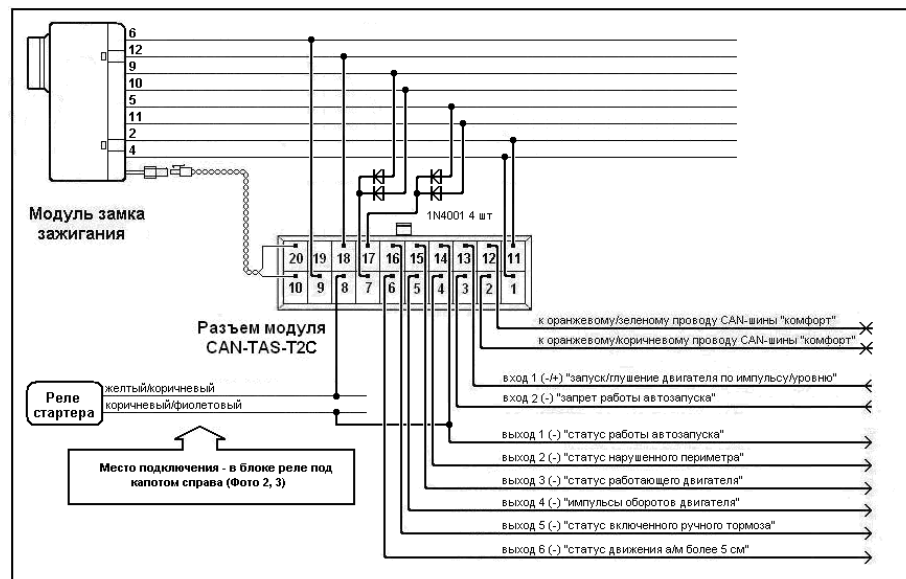 6
12
9
10
5
11
2
4
Модуль замка
зажигания
1N4001 4 шт
20 19 18 17 16 15 14 13 12 11
10 9 8 7 6 5 4 3 2 1
Разъем модуля
CAN-TAS-T2C
к оранжевому/зеленому проводу CAN-шины "комфорт"
к оранжевому/коричневому проводу CAN-шины "комфорт"
вход 1 (-/+) "запуск/глушение двигателя по импульсу/уровню"
вход 2 (-) "запрет работы автозапуска"
Реле
стартера
желтый/коричневый
коричневый/фиолетовый
выход 1 (-) "статус работы автозапуска"
выход 2 (-) "статус нарушенного периметра"
выход 3 (-) "статус работающего двигателя"
выход 4 (-) "импульсы оборотов двигателя"
выход 5 (-) "статус включенного ручного тормоза"
выход 6 (-) "статус движения а/м более 5 см"
Место подключения - в блоке реле под
капотом справа (Фото 2, 3)